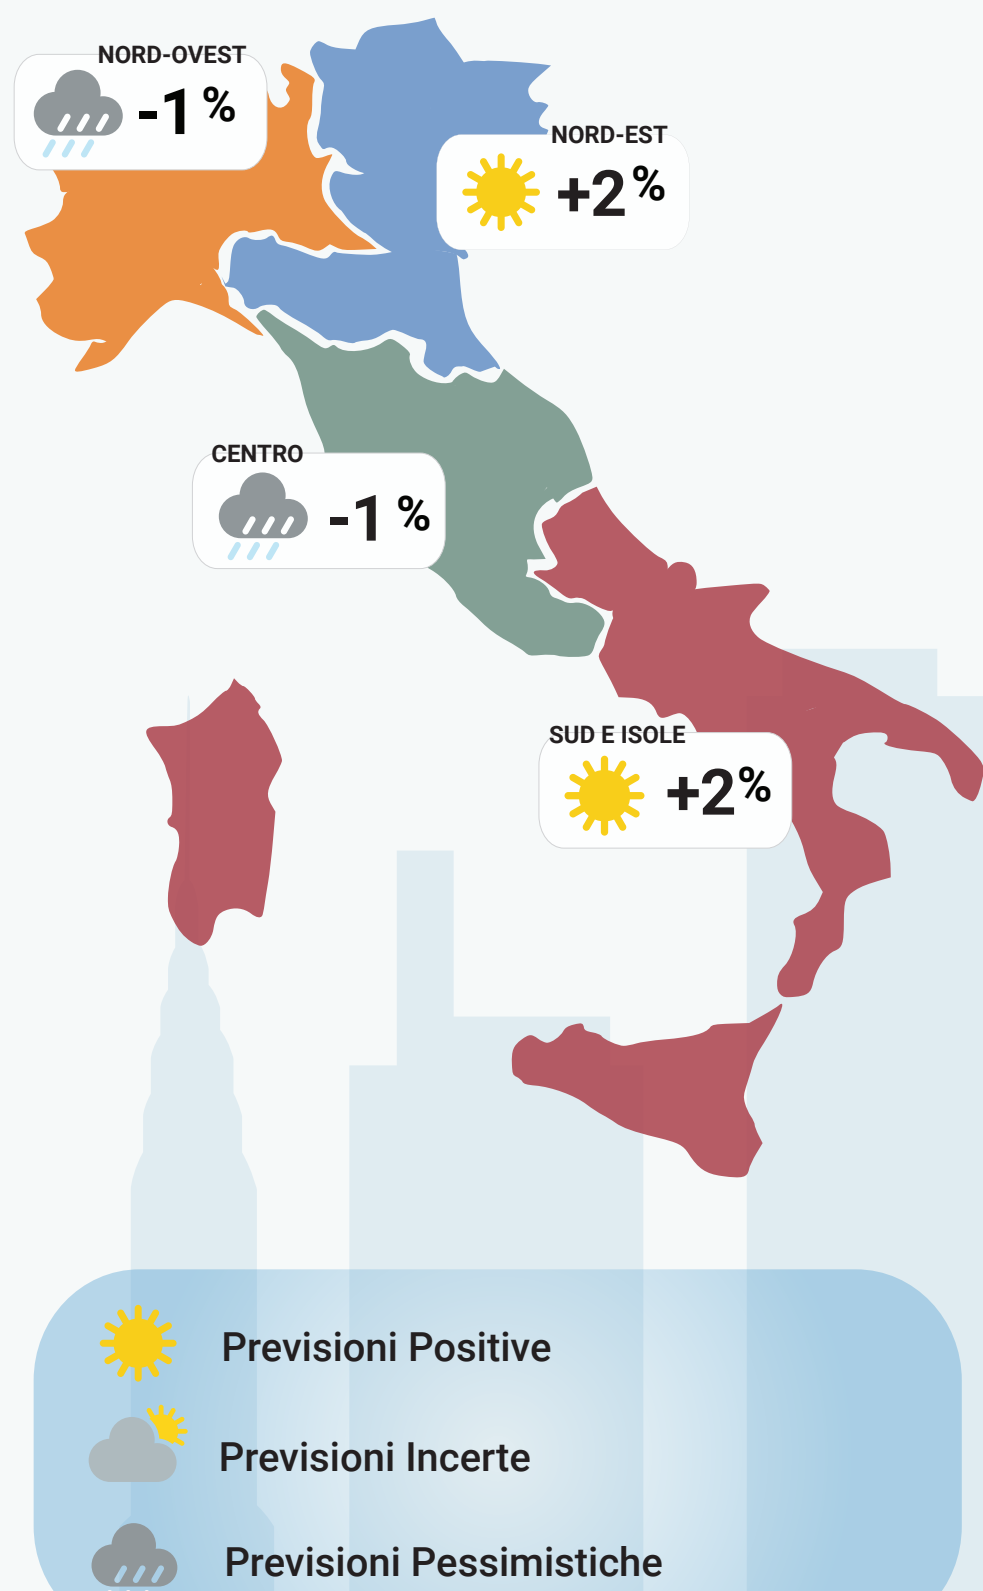 NORD-OVEST
-1%
NORD-EST
+2%
CENTRO
-1%
SUD E ISOLE
+2%
Previsioni Positive
Previsioni Incerte
Previsioni Pessimistiche